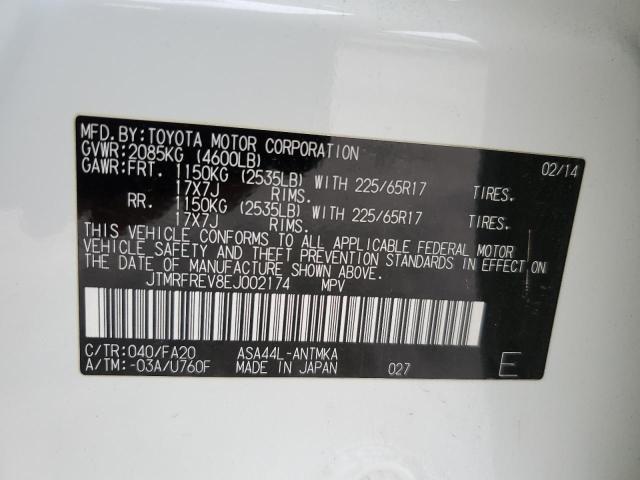 MFD.BY:TOYOTA MOTOR CORPORATION 02/14
GVWR:2085KG (4600LB)
GAWR:FRT. 1150KG (2535LB) WITH 225/65R17 TIRES.
17X7J RIMS.
RR. 1150KG (2535LB) WITH 225/65R17 TIRES.
17X7J RIMS.
THIS VEHICLE CONFORMS TO ALL APPLICABLE FEDERAL MOTOR
VEHICLE SAFETY AND THEFT PREVENTION STANDARDS IN EFFECT ON
THE DATE OF MANUFACTURE SHOWN ABOVE.
JTMRFREV8EJ002174 MPV
C/TR:040/FA20 ASA44L-ANTMKA
A/TM:-03A/U760F MADE IN JAPAN 027 E